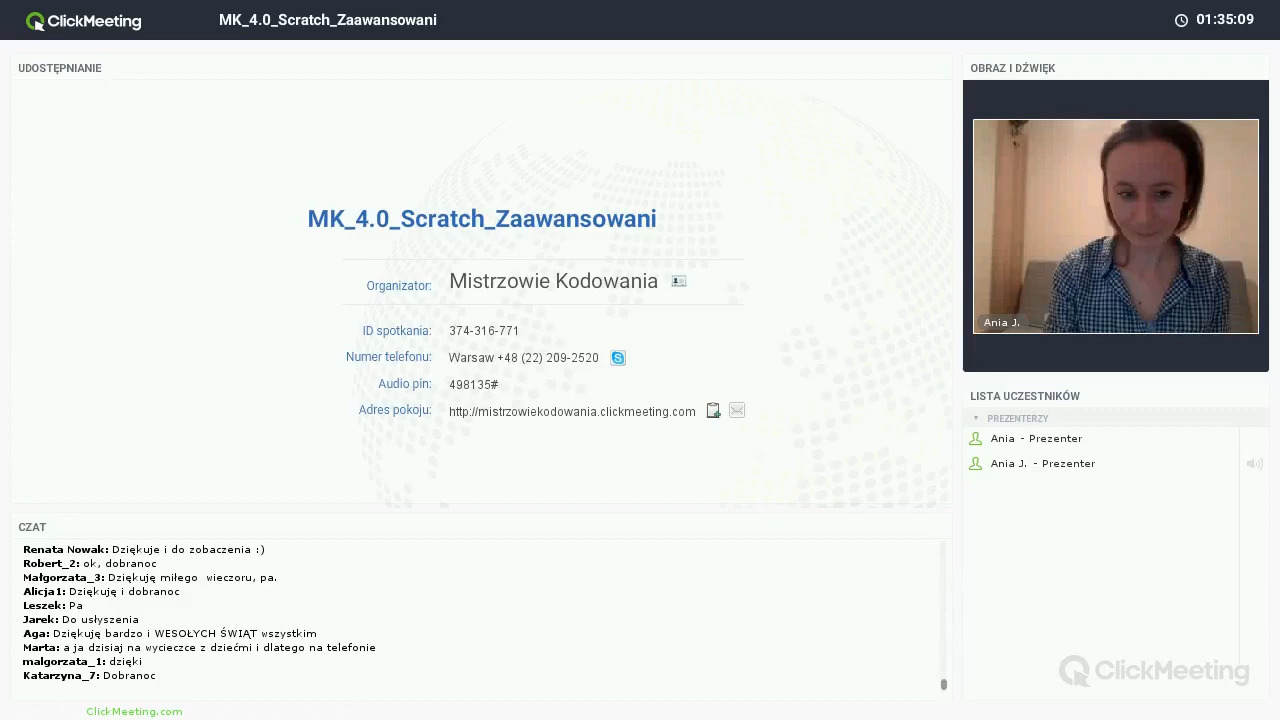 ClickMeeting
MK_4.0_Scratch_Zaawansowani
01:35:09
UDOSTĘPNIANIE
MK_4.0_Scratch_Zaawansowani
Organizator: Mistrzowie Kodowania
ID spotkania: 374-316-771
Numer telefonu: Warsaw +48 (22) 209-2520
Audio pin: 498135#
Adres pokoju: http://mistrzowiekodowania.clickmeeting.com
OBRAZ I DŹWIĘK
Ania J.
LISTA UCZESTNIKÓW
PREZENTERZY
Ania - Prezenter
Ania J. - Prezenter
CZAT
Renata Nowak: Dziękuje i do zobaczenia :)
Robert_2: ok, dobranoc
Małgorzata_3: Dziękuję miłego wieczoru, pa.
Alicja1: Dziękuję i dobranoc
Leszek: Pa
Jarek: Do usłyszenia
Aga: Dziękuję bardzo i WESOŁYCH ŚWIĄT wszystkim
Marta: a ja dzisiaj na wycieczce z dziećmi i dlatego na telefonie
malgorzata_1: dzięki
Katarzyna_7: Dobranoc
ClickMeeting
ClickMeeting.com